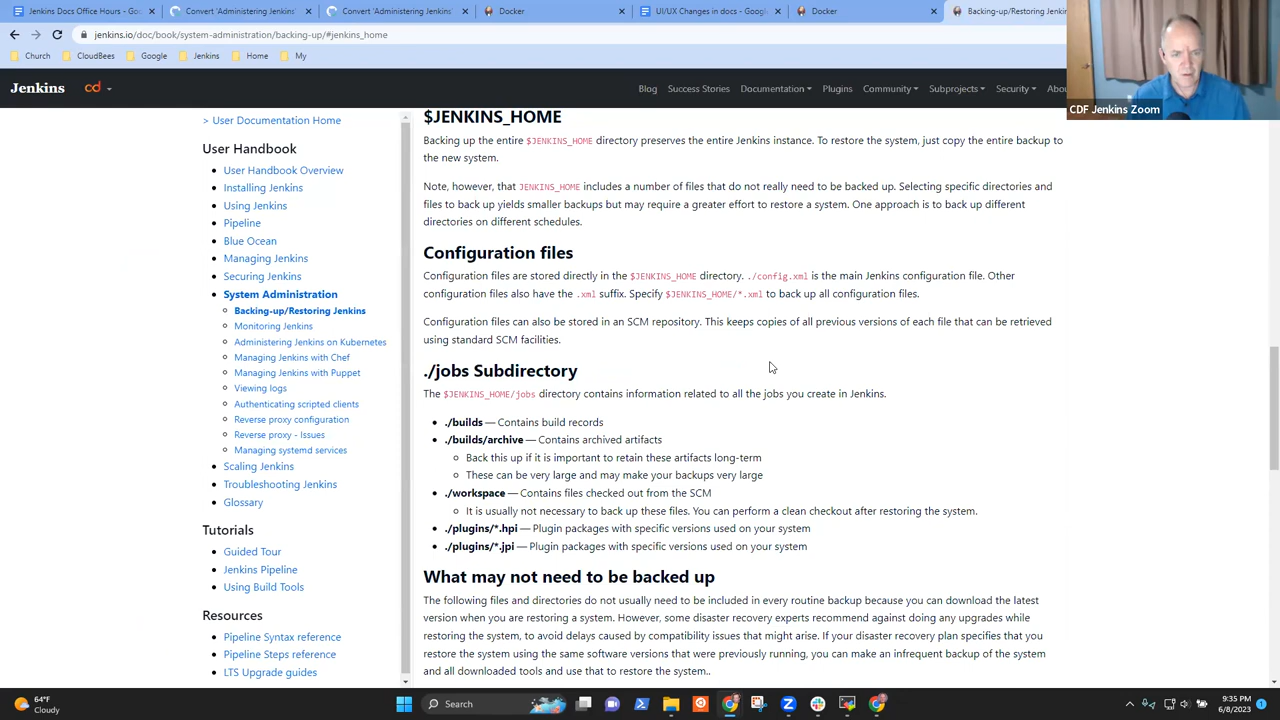 Jenkins Docs Office Hours - Goo
Convert 'Administering Jenkins'
Convert 'Administering Jenkins'
Docker
UI/UX Changes in docs - Google
Docker
Backing-up/Restoring Jenkins
jenkins.io/doc/book/system-administration/backing-up/#jenkins_home
Church
CloudBees
Google
Jenkins
Home
My
CDF Jenkins Zoom
Jenkins
cd
Blog
Success Stories
Documentation
Plugins
Community
Subprojects
Security
Abou
> User Documentation Home
User Handbook
User Handbook Overview
Installing Jenkins
Using Jenkins
Pipeline
Blue Ocean
Managing Jenkins
Securing Jenkins
System Administration
Backing-up/Restoring Jenkins
Monitoring Jenkins
Administering Jenkins on Kubernetes
Managing Jenkins with Chef
Managing Jenkins with Puppet
Viewing logs
Authenticating scripted clients
Reverse proxy configuration
Reverse proxy - Issues
Managing systemd services
Scaling Jenkins
Troubleshooting Jenkins
Glossary
Tutorials
Guided Tour
Jenkins Pipeline
Using Build Tools
Resources
Pipeline Syntax reference
Pipeline Steps reference
LTS Upgrade guides
$JENKINS_HOME
Backing up the entire $JENKINS_HOME directory preserves the entire Jenkins instance. To restore the system, just copy the entire backup to
the new system.
Note, however, that JENKINS_HOME includes a number of files that do not really need to be backed up. Selecting specific directories and
files to back up yields smaller backups but may require a greater effort to restore a system. One approach is to back up different
directories on different schedules.
Configuration files
Configuration files are stored directly in the $JENKINS_HOME directory. ./config.xml is the main Jenkins configuration file. Other
configuration files also have the .xml suffix. Specify $JENKINS_HOME/*.xml to back up all configuration files.
Configuration files can also be stored in an SCM repository. This keeps copies of all previous versions of each file that can be retrieved
using standard SCM facilities.
./jobs Subdirectory
The $JENKINS_HOME/jobs directory contains information related to all the jobs you create in Jenkins.
./builds — Contains build records
./builds/archive — Contains archived artifacts
Back this up if it is important to retain these artifacts long-term
These can be very large and may make your backups very large
./workspace — Contains files checked out from the SCM
It is usually not necessary to back up these files. You can perform a clean checkout after restoring the system.
./plugins/*.hpi — Plugin packages with specific versions used on your system
./plugins/*.jpi — Plugin packages with specific versions used on your system
What may not need to be backed up
The following files and directories do not usually need to be included in every routine backup because you can download the latest
version when you are restoring a system. However, some disaster recovery experts recommend against doing any upgrades while
restoring the system, to avoid delays caused by compatibility issues that might arise. If your disaster recovery plan specifies that you
restore the system using the same software versions that were previously running, you can make an infrequent backup of the system
and all downloaded tools and use that to restore the system..
64°F
Cloudy
Search
9:35 PM
6/8/2023